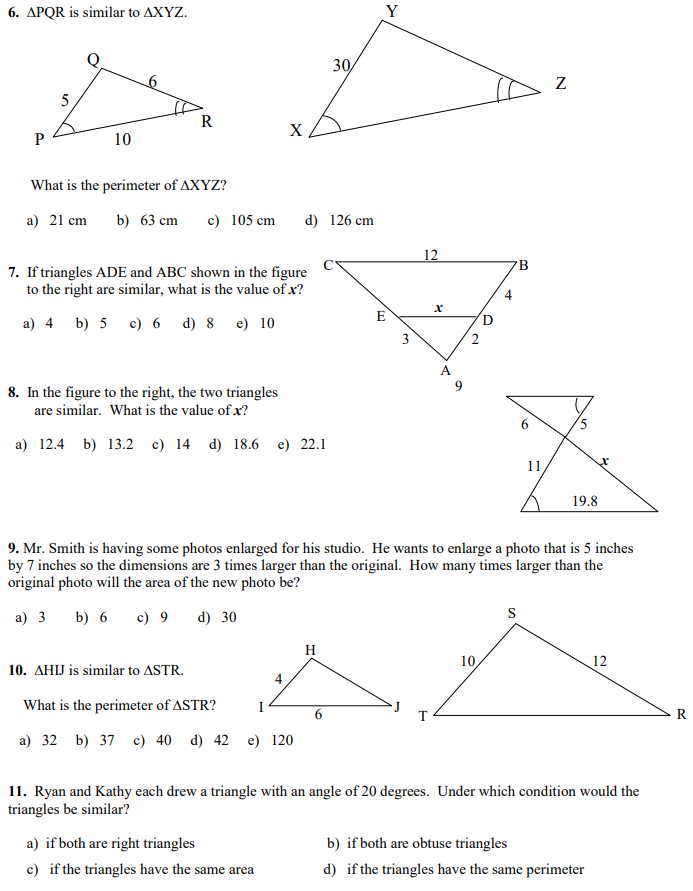 6. ΔPQR is similar to ΔXYZ.
Y
Q
30
6
Z
5
R
X
P
10
What is the perimeter of ΔXYZ?
a) 21 cm b) 63 cm c) 105 cm d) 126 cm
12
C
B
7. If triangles ADE and ABC shown in the figure
to the right are similar, what is the value of x?
4
x
E
D
a) 4 b) 5 c) 6 d) 8 e) 10
3
2
A
9
8. In the figure to the right, the two triangles
are similar. What is the value of x?
6
5
a) 12.4 b) 13.2 c) 14 d) 18.6 e) 22.1
11
x
19.8
9. Mr. Smith is having some photos enlarged for his studio. He wants to enlarge a photo that is 5 inches
by 7 inches so the dimensions are 3 times larger than the original. How many times larger than the
original photo will the area of the new photo be?
a) 3 b) 6 c) 9 d) 30
S
H
10
12
10. ΔHIJ is similar to ΔSTR.
4
What is the perimeter of ΔSTR?
I
J
6
T
R
a) 32 b) 37 c) 40 d) 42 e) 120
11. Ryan and Kathy each drew a triangle with an angle of 20 degrees. Under which condition would the
triangles be similar?
a) if both are right triangles b) if both are obtuse triangles
c) if the triangles have the same area d) if the triangles have the same perimeter